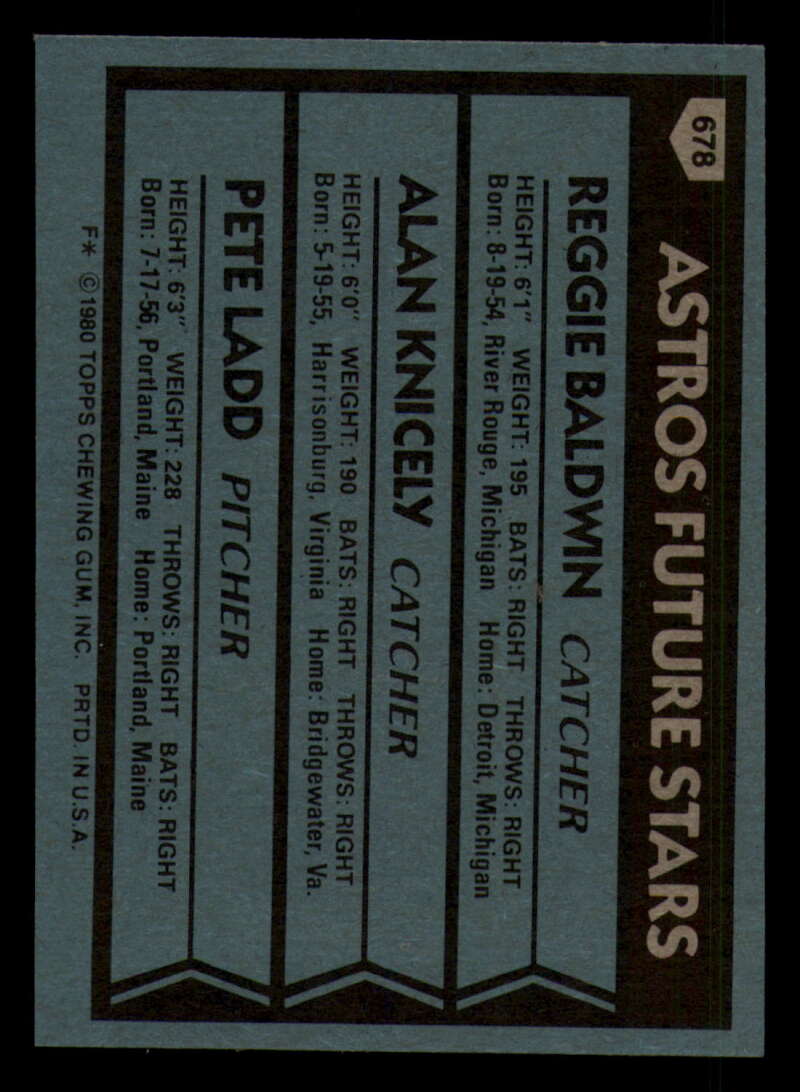 678
ASTROS FUTURE STARS
REGGIE BALDWIN CATCHER
HEIGHT: 6'1" WEIGHT: 195 BATS: RIGHT THROWS: RIGHT
Born: 8-19-54, River Rouge, Michigan Home: Detroit, Michigan
ALAN KNICELY CATCHER
HEIGHT: 6'0" WEIGHT: 190 BATS: RIGHT THROWS: RIGHT
Born: 5-19-55, Harrisonburg, Virginia Home: Bridgewater, Va.
PETE LADD PITCHER
HEIGHT: 6'3" WEIGHT: 228 THROWS: RIGHT BATS: RIGHT
Born: 7-17-56, Portland, Maine Home: Portland, Maine
F* ©1980 TOPPS CHEWING GUM, INC. PRTD. IN U.S.A.